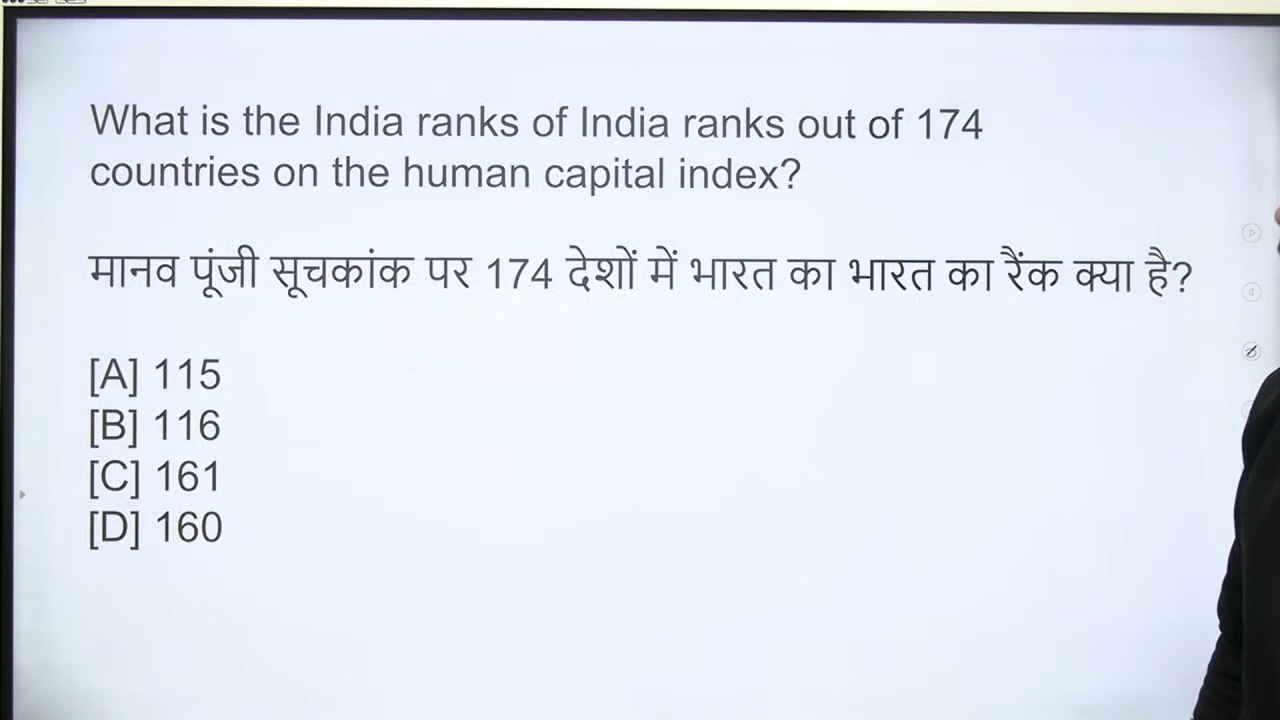 What is the India ranks of India ranks out of 174
countries on the human capital index?
मानव पूंजी सूचकांक पर 174 देशों में भारत का भारत का रैंक क्या है?
[A] 115
[B] 116
[C] 161
[D] 160